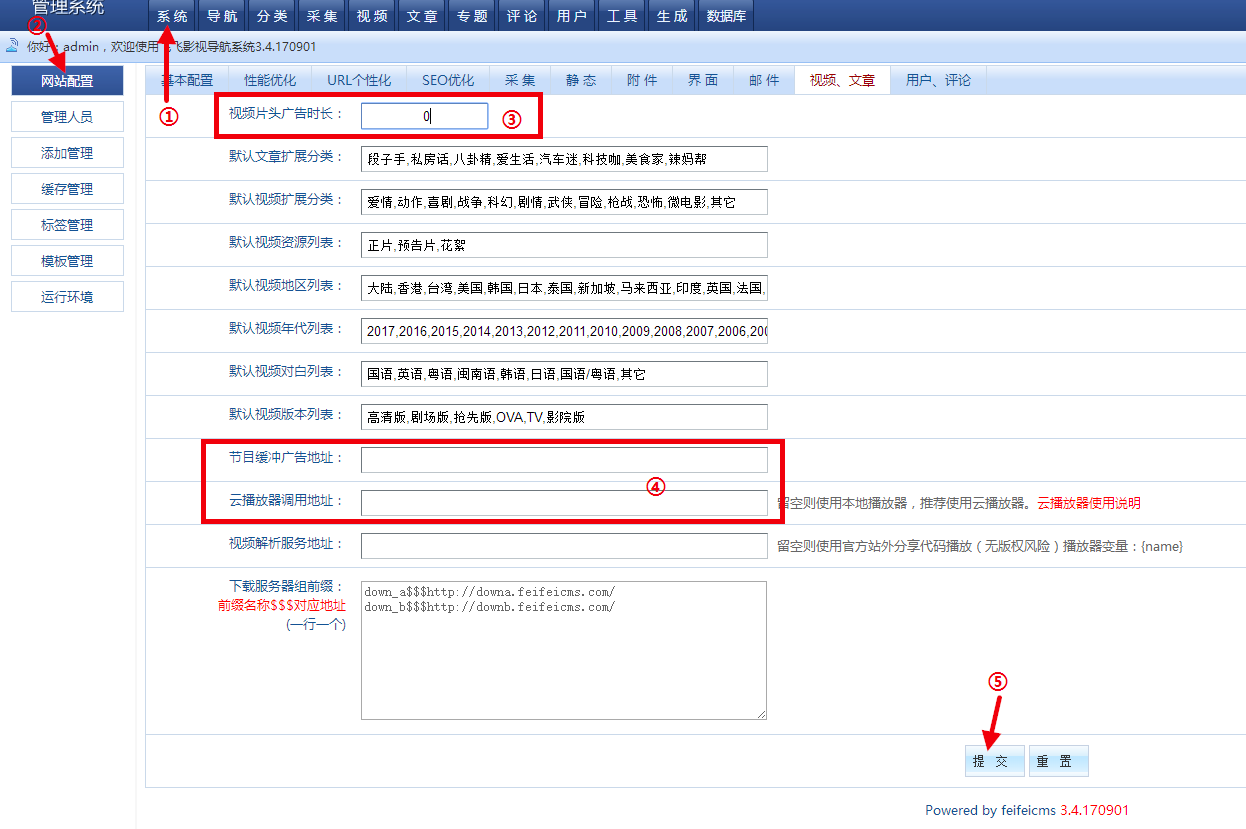 管理系统
系统 导航 分类 采集 视频 文章 专题 评论 用户 工具 生成 数据库
②
你好：admin，欢迎使用飞飞影视导航系统3.4.170901
网站配置
管理人员
添加管理
缓存管理
标签管理
模板管理
运行环境
①
基本配置 性能优化 URL个性化 SEO优化 采 集 静 态 附 件 界 面 邮 件 视频、文章 用户、评论
视频片头广告时长： 0 ③
默认文章扩展分类： 段子手,私房话,八卦精,爱生活,汽车迷,科技咖,美食家,辣妈帮
默认视频扩展分类： 爱情,动作,喜剧,战争,科幻,剧情,武侠,冒险,枪战,恐怖,微电影,其它
默认视频资源列表： 正片,预告片,花絮
默认视频地区列表： 大陆,香港,台湾,美国,韩国,日本,泰国,新加坡,马来西亚,印度,英国,法国,
默认视频年代列表： 2017,2016,2015,2014,2013,2012,2011,2010,2009,2008,2007,2006,200
默认视频对白列表： 国语,英语,粤语,闽南语,韩语,日语,国语/粤语,其它
默认视频版本列表： 高清版,剧场版,抢先版,OVA,TV,影院版
节目缓冲广告地址：
④
云播放器调用地址： 留空则使用本地播放器，推荐使用云播放器。云播放器使用说明
视频解析服务地址： 留空则使用官方站外分享代码播放（无版权风险）播放器变量：{name}
下载服务器组前缀：
前缀名称$$$对应地址
(一行一个)
down_a$$$http://downa.feifeicms.com/
down_b$$$http://downb.feifeicms.com/
⑤
提 交 重 置
Powered by feifeicms 3.4.170901